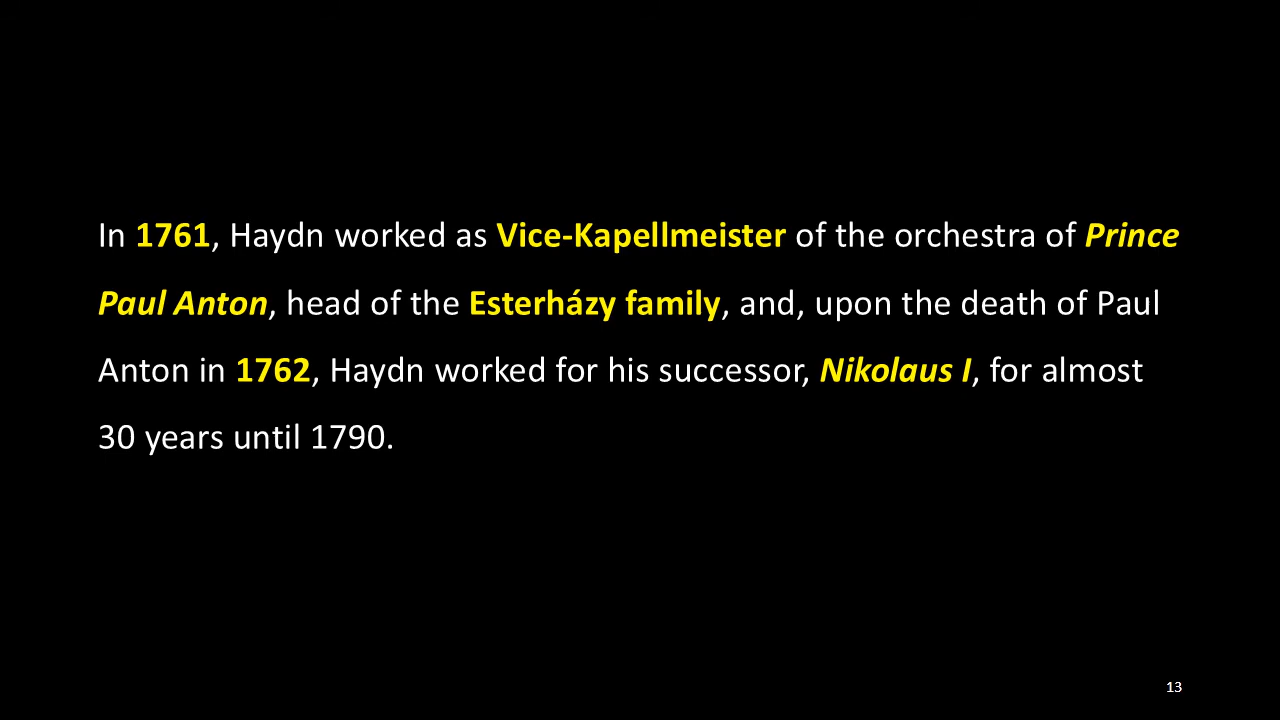 In 1761, Haydn worked as Vice-Kapellmeister of the orchestra of Prince
Paul Anton, head of the Esterházy family, and, upon the death of Paul
Anton in 1762, Haydn worked for his successor, Nikolaus I, for almost
30 years until 1790.
13